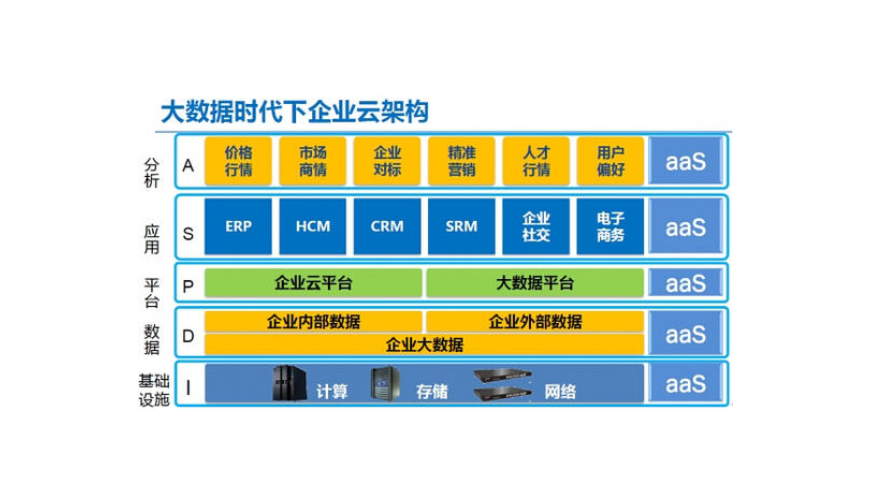 大数据时代下企业云架构
分析 A 价格行情 市场商情 企业对标 精准营销 人才行情 用户偏好 aaS
应用 S ERP HCM CRM SRM 企业社交 电子商务 aaS
平台 P 企业云平台 大数据平台 aaS
数据 D 企业内部数据 企业外部数据 aaS
企业大数据
基础设施 I 计算 存储 网络 aaS